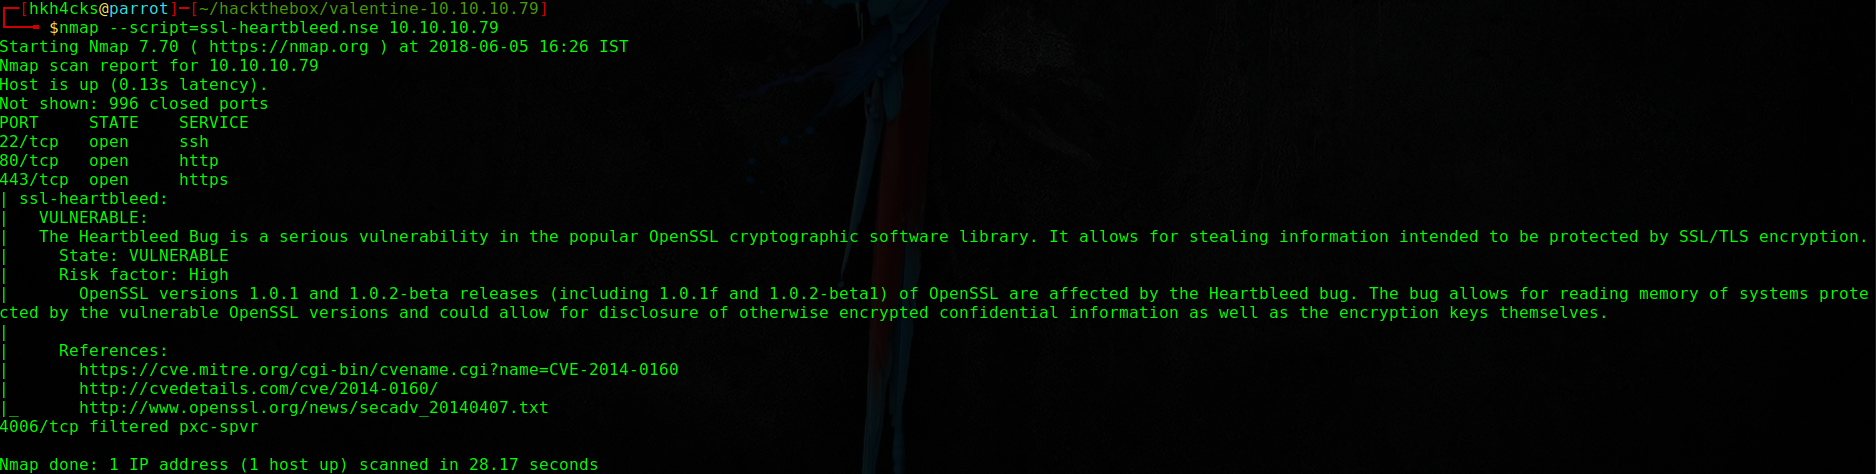 ┌─[hkh4cks@parrot]─[~/hackthebox/valentine-10.10.10.79]
└──╼ $nmap --script=ssl-heartbleed.nse 10.10.10.79
Starting Nmap 7.70 ( https://nmap.org ) at 2018-06-05 16:26 IST
Nmap scan report for 10.10.10.79
Host is up (0.13s latency).
Not shown: 996 closed ports
PORT     STATE    SERVICE
22/tcp   open     ssh
80/tcp   open     http
443/tcp  open     https
| ssl-heartbleed:
|   VULNERABLE:
|   The Heartbleed Bug is a serious vulnerability in the popular OpenSSL cryptographic software library. It allows for stealing information intended to be protected by SSL/TLS encryption.
|     State: VULNERABLE
|     Risk factor: High
|       OpenSSL versions 1.0.1 and 1.0.2-beta releases (including 1.0.1f and 1.0.2-beta1) of OpenSSL are affected by the Heartbleed bug. The bug allows for reading memory of systems prote
cted by the vulnerable OpenSSL versions and could allow for disclosure of otherwise encrypted confidential information as well as the encryption keys themselves.
|
|     References:
|       https://cve.mitre.org/cgi-bin/cvename.cgi?name=CVE-2014-0160
|       http://cvedetails.com/cve/2014-0160/
|_      http://www.openssl.org/news/secadv_20140407.txt
4006/tcp filtered pxc-spvr
Nmap done: 1 IP address (1 host up) scanned in 28.17 seconds